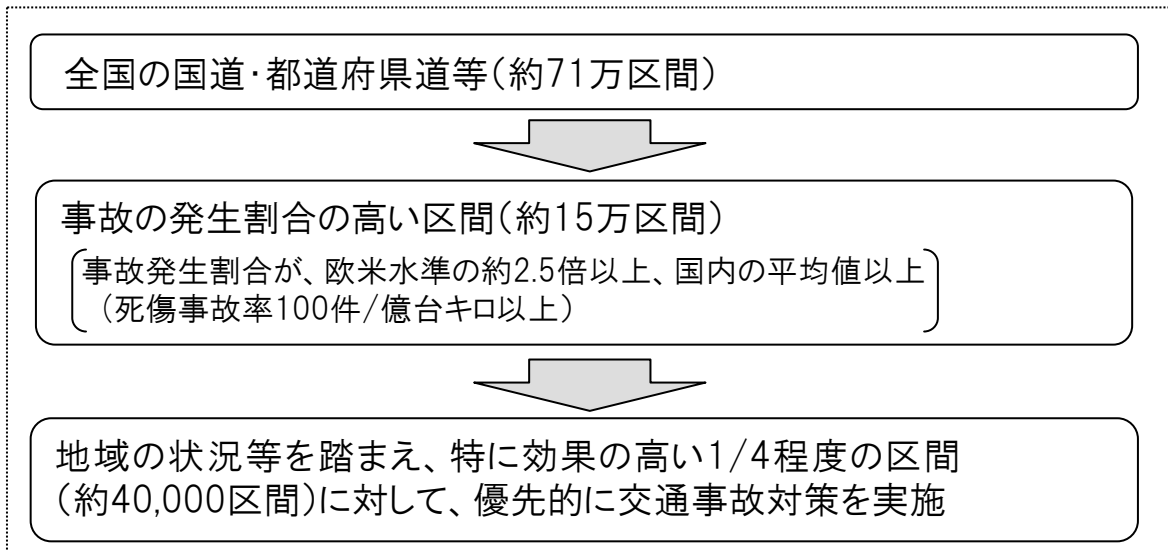 全国の国道・都道府県道等(約71万区間)
事故の発生割合の高い区間(約15万区間)
事故発生割合が、欧米水準の約2.5倍以上、国内の平均値以上
(死傷事故率100件/億台キロ以上)
地域の状況等を踏まえ、特に効果の高い1/4程度の区間
(約40,000区間)に対して、優先的に交通事故対策を実施